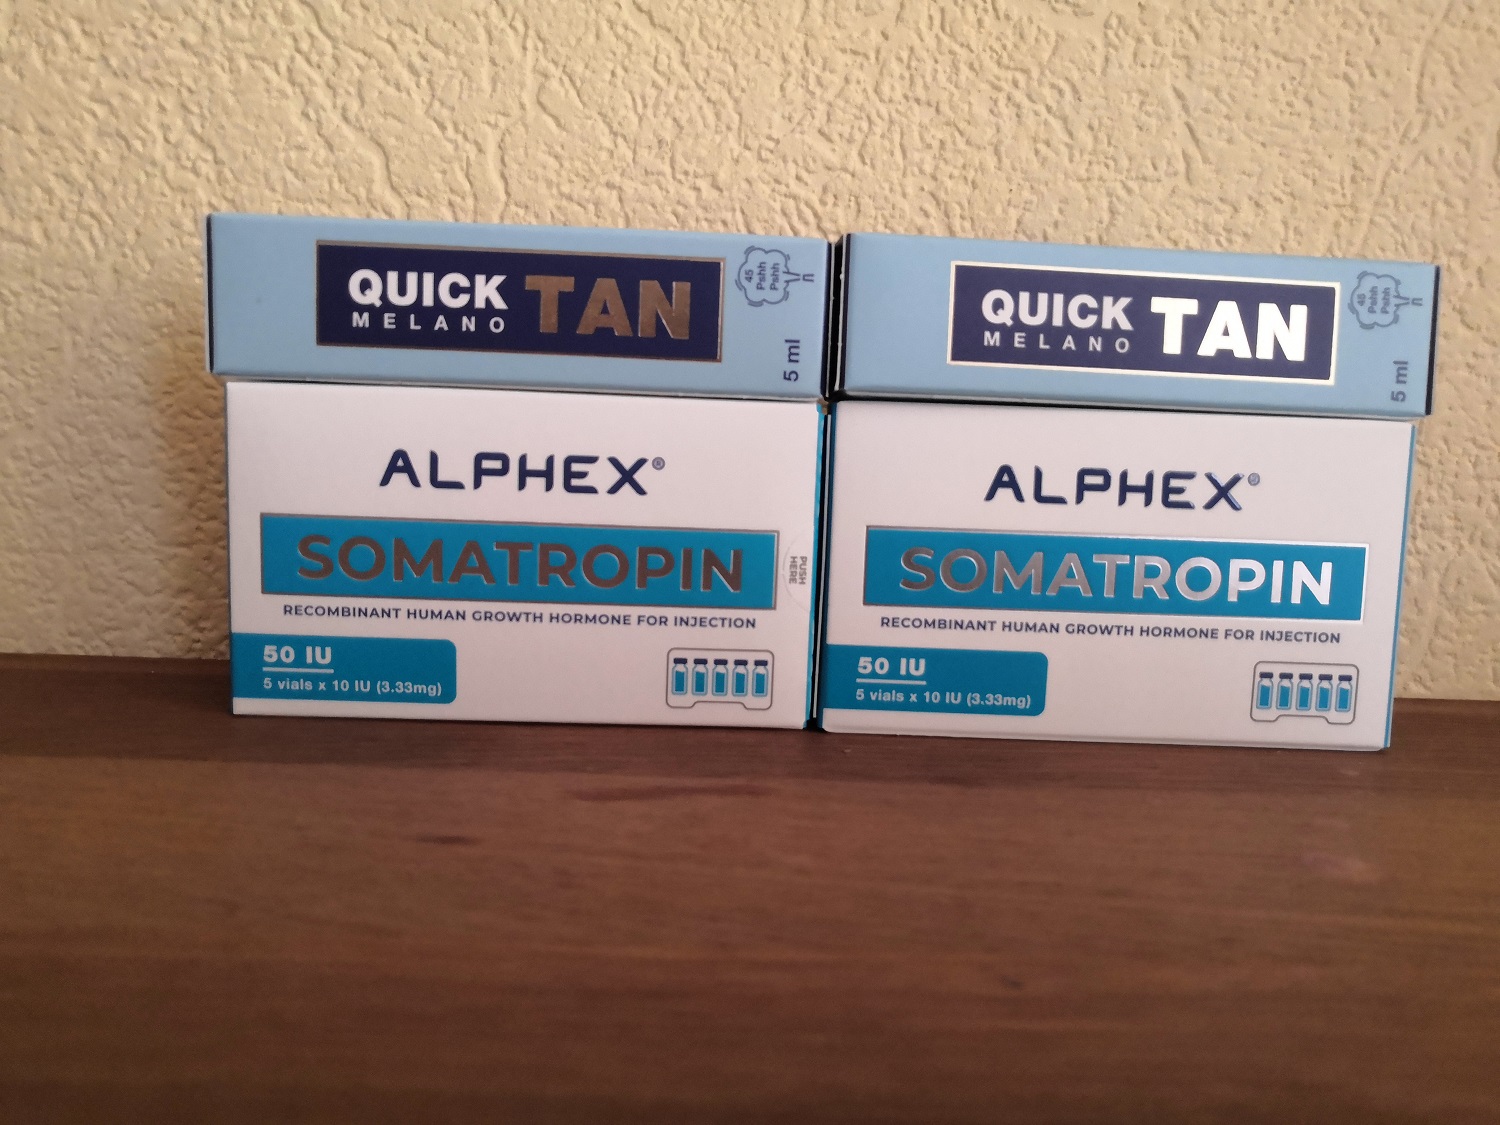 QUICK TAN
MELANO
45
Pshh
Pshh
5 ml
QUICK TAN
MELANO
45
Pshh
Pshh
5 ml
ALPHEX®
SOMATROPIN
RECOMBINANT HUMAN GROWTH HORMONE FOR INJECTION
PUSH
HERE
50 IU
5 vials x 10 IU (3.33mg)
ALPHEX®
SOMATROPIN
RECOMBINANT HUMAN GROWTH HORMONE FOR INJECTION
50 IU
5 vials x 10 IU (3.33mg)